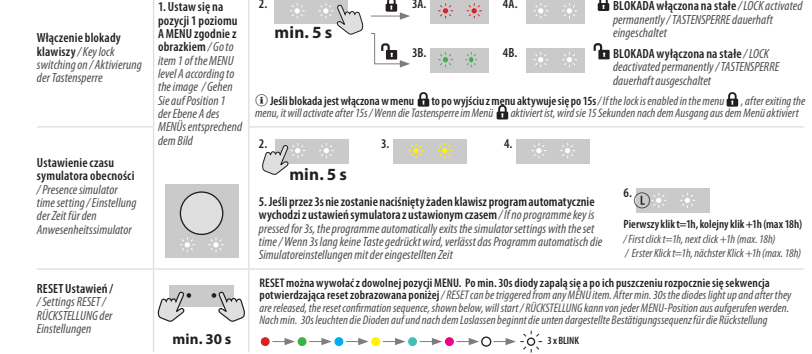 Włączenie blokady
klawiszy / Key lock
switching on / Aktivierung
der Tastensperre
1. Ustaw się na
pozycji 1 poziomu
A MENU zgodnie z
obrazkiem / Go to
item 1 of the MENU
level A according to
the image / Gehen
Sie auf Position 1
der Ebene A des
MENÜs entsprechend
dem Bild
2.
min. 5 s
3A.
4A.
BLOKADA włączona na stałe / LOCK activated
permanently / TASTENSPERRE dauerhaft
eingeschaltet
3B.
4B.
BLOKADA wyłączona na stałe / LOCK
deactivated permanently / TASTENSPERRE
dauerhaft ausgeschaltet
i Jeśli blokada jest włączona w menu to po wyjściu z menu aktywuje się po 15s / If the lock is enabled in the menu , after exiting the
menu, it will activate after 15s / Wenn die Tastensperre im Menü aktiviert ist, wird sie 15 Sekunden nach dem Ausgang aus dem Menü aktiviert
Ustawienie czasu
symulatora obecności
/ Presence simulator
time setting / Einstellung
der Zeit für den
Anwesenheitssimulator
2.
min. 5 s
3.
4.
5. Jeśli przez 3s nie zostanie naciśnięty żaden klawisz program automatycznie
wychodzi z ustawień symulatora z ustawionym czasem / If no programme key is
pressed for 3s, the programme automatically exits the simulator settings with the set
time / Wenn 3s lang keine Taste gedrückt wird, verlässt das Programm automatisch die
Simulatoreinstellungen mit der eingestellten Zeit
6.
L
Pierwszy klik t=1h, kolejny klik +1h (max 18h)
/ First click t=1h, next click +1h (max. 18h)
/ Erster Klick t=1h, nächster Klick +1h (max. 18h)
RESET Ustawień /
/ Settings RESET /
RÜCKSTELLUNG der
Einstellungen
min. 30 s
RESET można wywołać z dowolnej pozycji MENU. Po min. 30s diody zapalą się a po ich puszczeniu rozpocznie się sekwencja
potwierdzająca reset zobrazowana poniżej / RESET can be triggered from any MENU item. After min. 30s the diodes light up and after they
are released, the reset confirmation sequence, shown below, will start / RÜCKSTELLUNG kann von jeder MENU-Position aus aufgerufen werden.
Nach min. 30s leuchten die Dioden auf und nach dem Loslassen beginnt die unten dargestellte Bestätigungssequenz für die Rückstellung
3 x BLINK